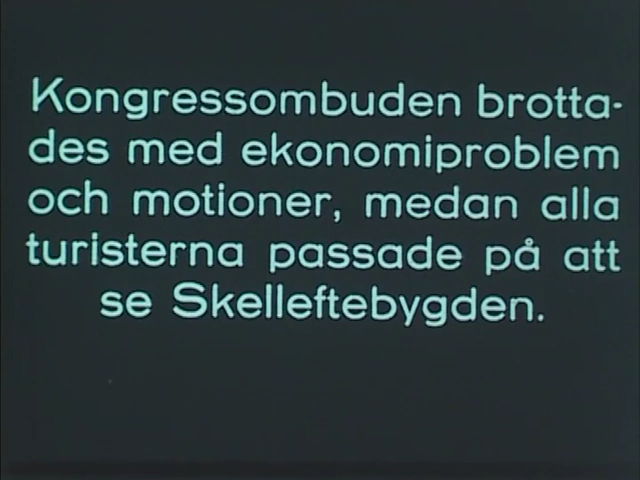 Kongressombuden brotta-
des med ekonomiproblem
och motioner, medan alla
turisterna passade på att
se Skelleftebygden.